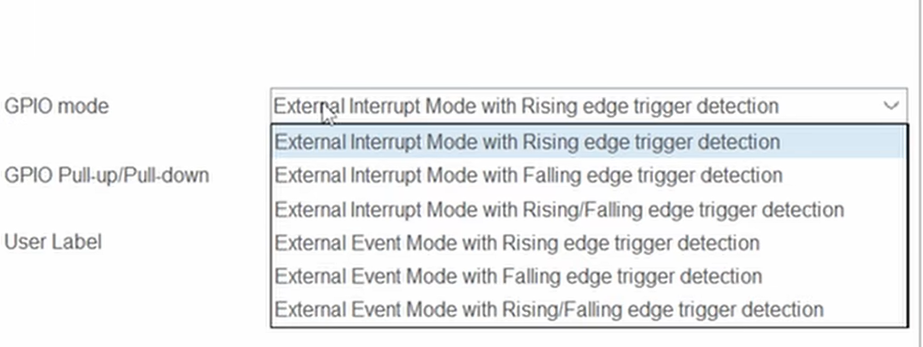 GPIO mode
External Interrupt Mode with Rising edge trigger detection
External Interrupt Mode with Rising edge trigger detection
GPIO Pull-up/Pull-down
External Interrupt Mode with Falling edge trigger detection
External Interrupt Mode with Rising/Falling edge trigger detection
User Label
External Event Mode with Rising edge trigger detection
External Event Mode with Falling edge trigger detection
External Event Mode with Rising/Falling edge trigger detection